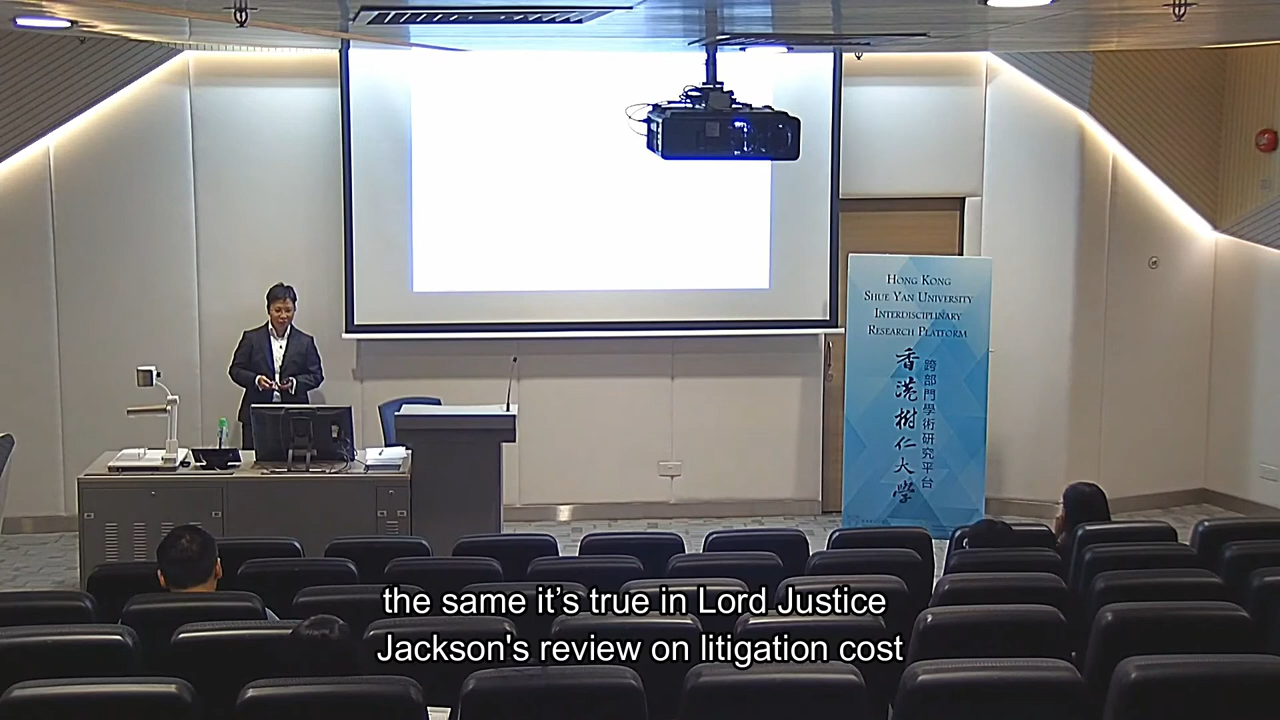 HONG KONG
SHUE YAN UNIVERSITY
INTERDISCIPLINARY
RESEARCH PLATFORM
香港樹仁大學
跨部門學術研究平台
the same it’s true in Lord Justice
Jackson's review on litigation cost